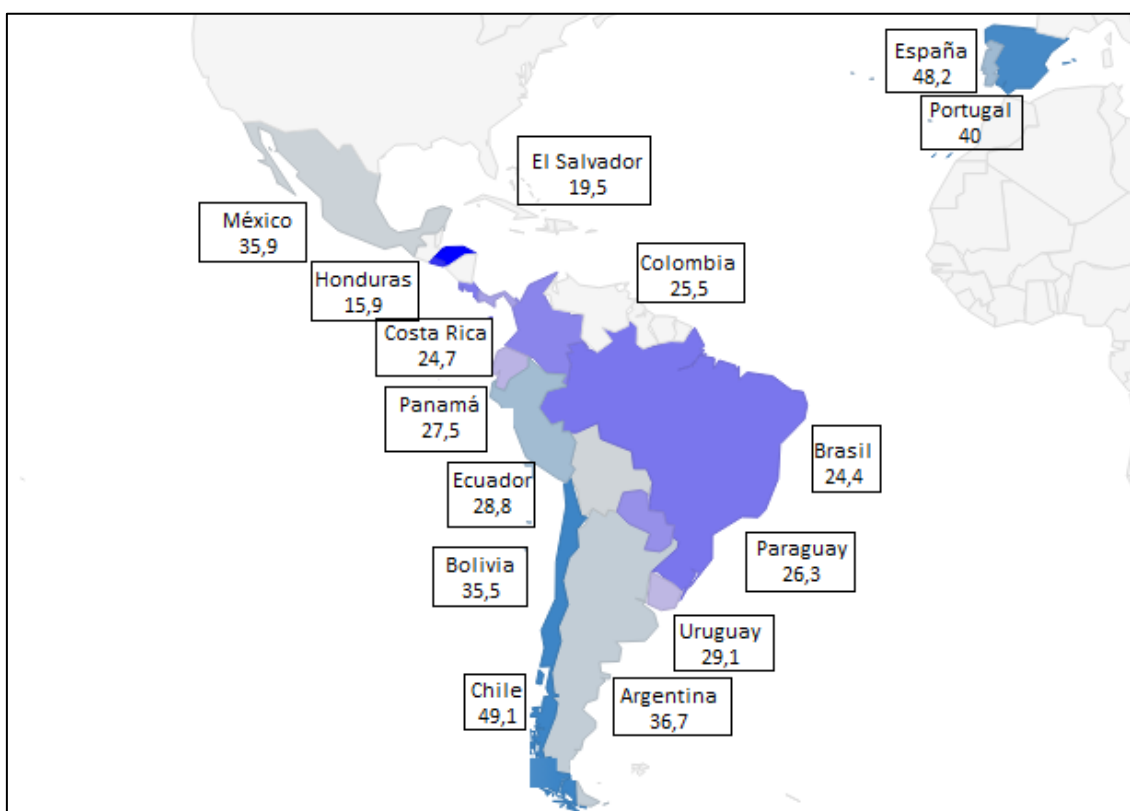 España
48,2
Portugal
40
El Salvador
19,5
México
35,9
Colombia
25,5
Honduras
15,9
Costa Rica
24,7
Panamá
27,5
Brasil
24,4
Ecuador
28,8
Paraguay
26,3
Bolivia
35,5
Uruguay
29,1
Chile
49,1
Argentina
36,7